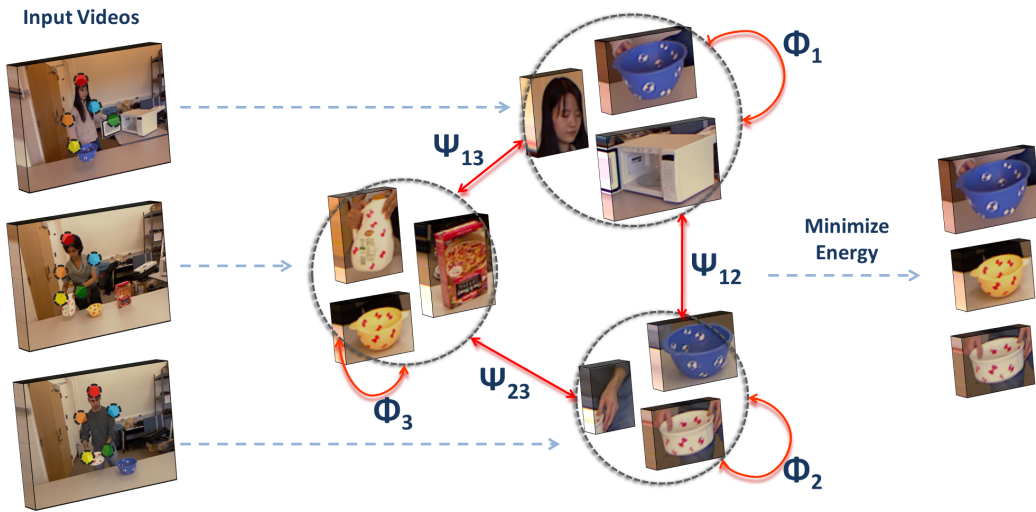 Input Videos
Φ1
Ψ13
Minimize
Energy
Ψ12
Ψ23
Φ3
Φ2